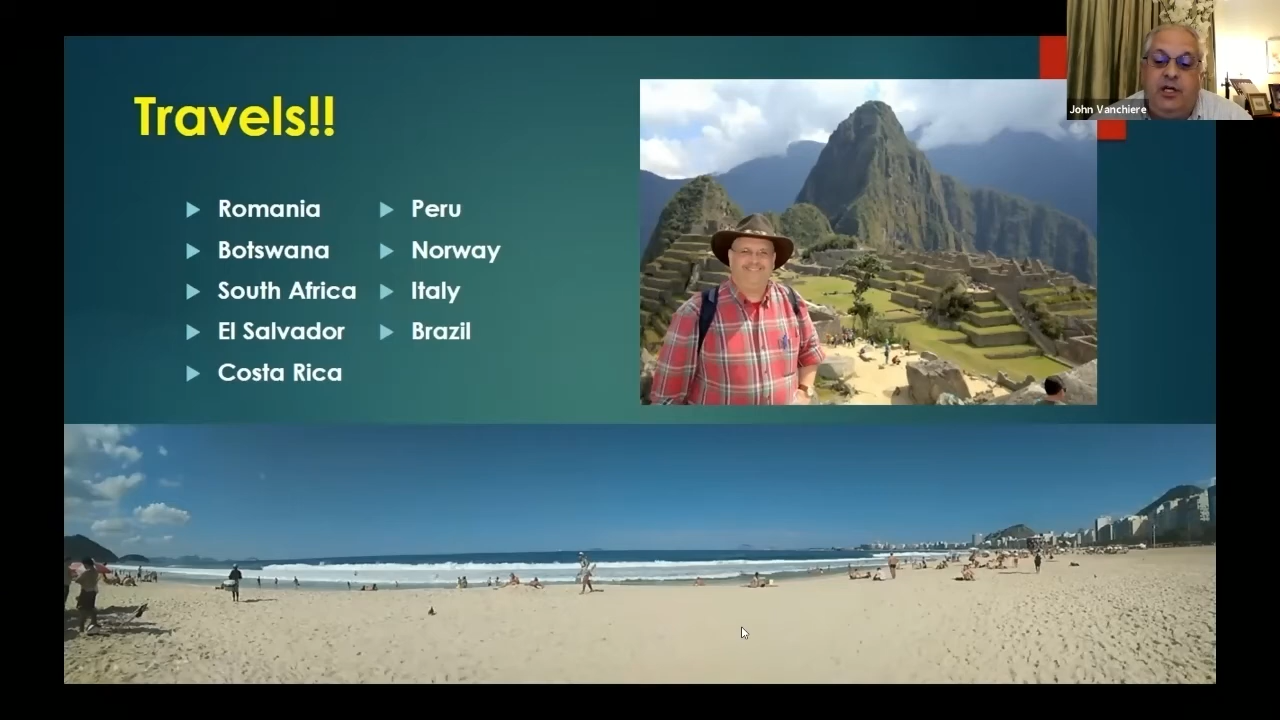 Travels!!
Romania
Botswana
South Africa
El Salvador
Costa Rica
Peru
Norway
Italy
Brazil
John Vanchiere